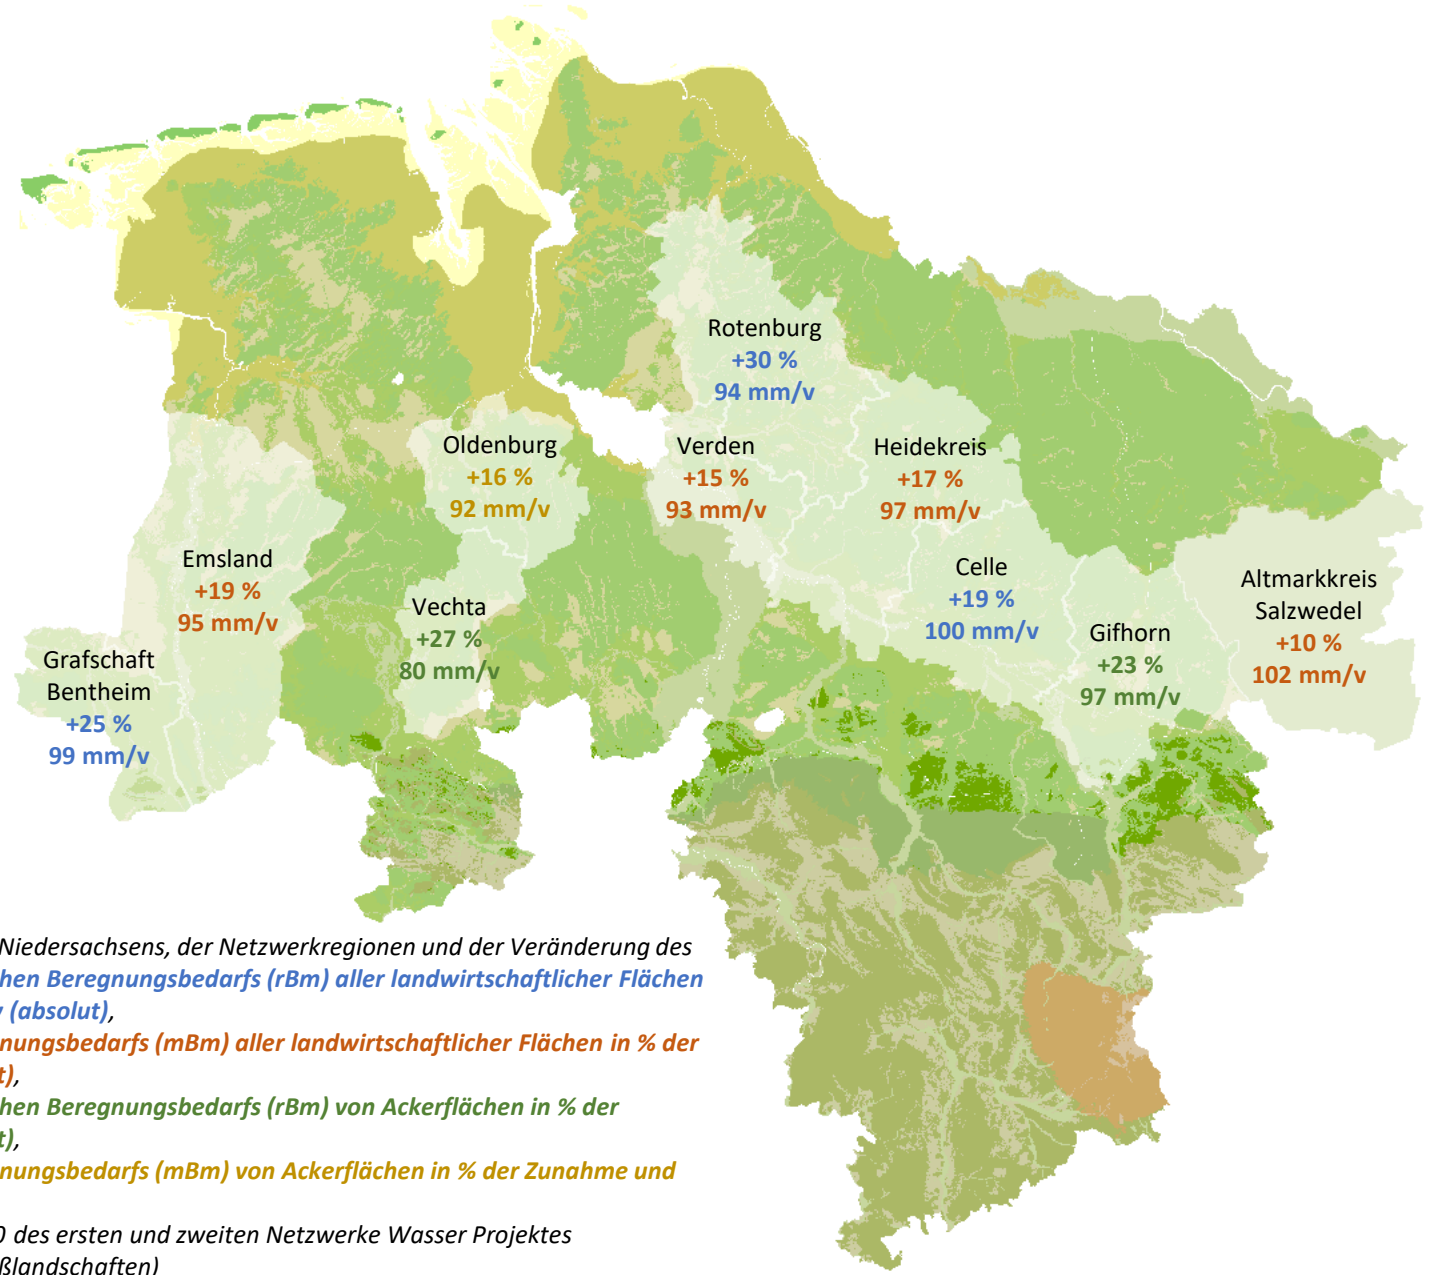 Rotenburg
+30 %
94 mm/v
Oldenburg
+16 %
92 mm/v
Verden
+15 %
93 mm/v
Heidekreis
+17 %
97 mm/v
Emsland
+19 %
95 mm/v
Vechta
+27 %
80 mm/v
Celle
+19 %
100 mm/v
Altmarkkreis
Salzwedel
+10 %
102 mm/v
Gifhorn
+23 %
97 mm/v
Grafschaft
Bentheim
+25 %
99 mm/v
Niedersachsens, der Netzwerkregionen und der Veränderung des
hen Beregnungsbedarfs (rBm) aller landwirtschaftlicher Flächen
(absolut),
nungsbedarfs (mBm) aller landwirtschaftlicher Flächen in % der
t),
hen Beregnungsbedarfs (rBm) von Ackerflächen in % der
t),
nungsbedarfs (mBm) von Ackerflächen in % der Zunahme und
0 des ersten und zweiten Netzwerke Wasser Projektes
ßlandschaften)